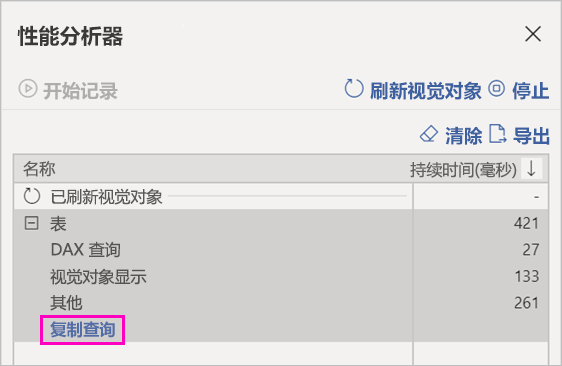 性能分析器
开始记录 刷新视觉对象 停止
清除 导出
名称 持续时间(毫秒)
已刷新视觉对象 -
表 421
DAX 查询 27
视觉对象显示 133
其他 261
复制查询